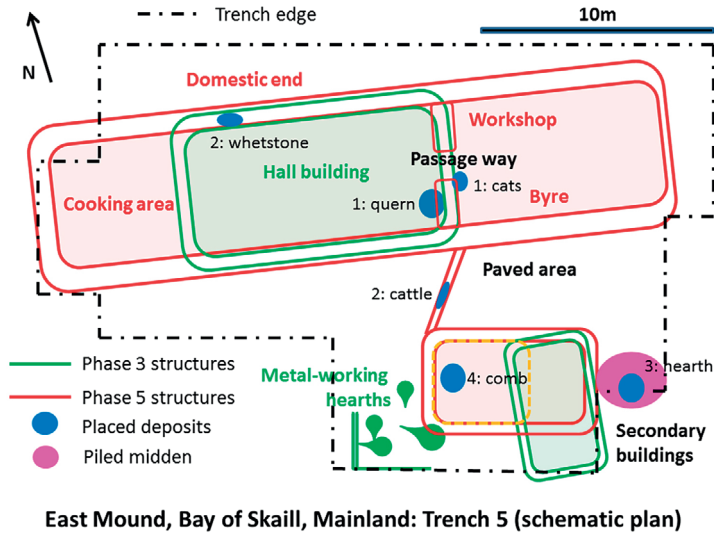 Trench edge
10m
N
Domestic end
Workshop
2: whetstone
Passage way
Hall building
1: cats
Cooking area
1: quern
Byre
Paved area
2: cattle
Phase 3 structures
Phase 5 structures
Placed deposits
Piled midden
Metal-working
hearths
4: comb
3: hearth
Secondary
buildings
East Mound, Bay of Skaill, Mainland: Trench 5 (schematic plan)